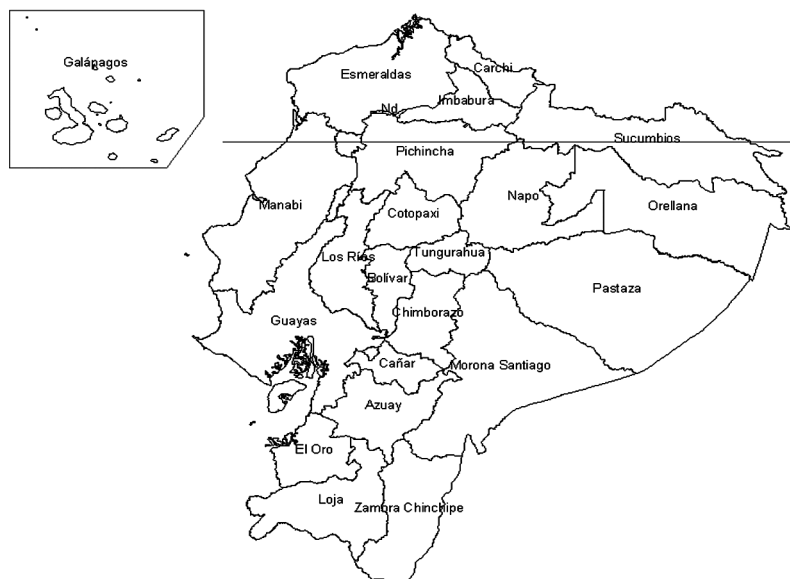 Galápagos
Esmeraldas
Carchi
Imbabura
Nd
Sucumbios
Pichincha
Napo
Orellana
Manabi
Cotopaxi
Los Ríos
Tungurahua
Bolívar
Pastaza
Chimborazo
Guayas
Cañar
Morona Santiago
Azuay
El Oro
Loja
Zamora Chinchipe